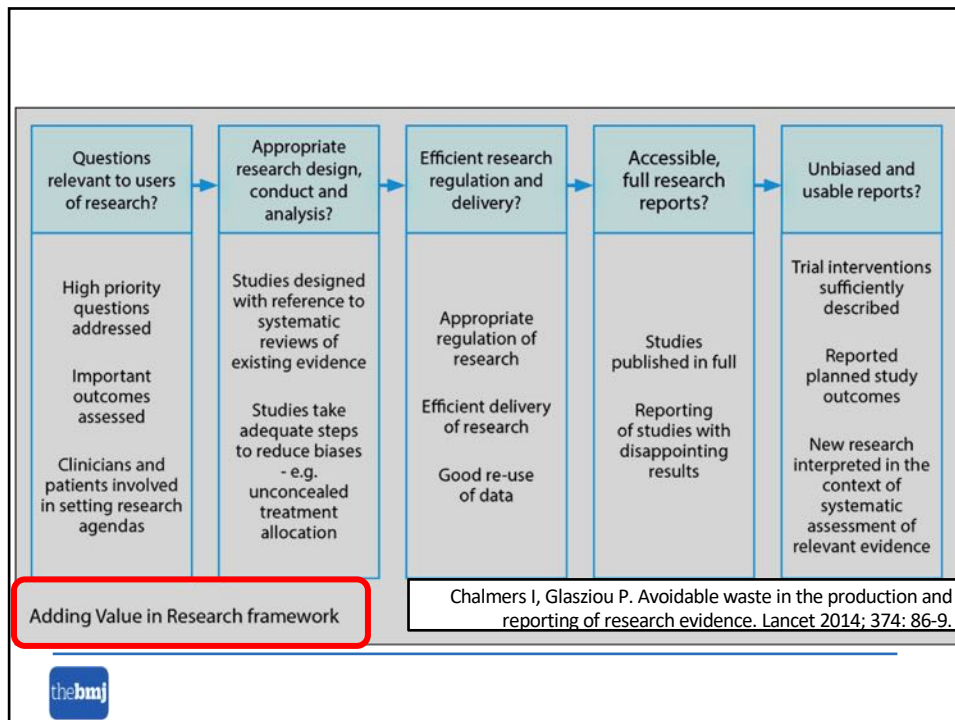 Questions
relevant to users
of research?
Appropriate
research design,
conduct and
analysis?
Efficient research
regulation and
delivery?
Accessible,
full research
reports?
Unbiased and
usable reports?
High priority
questions
addressed
Important
outcomes
assessed
Clinicians and
patients involved
in setting research
agendas
Studies designed
with reference to
systematic
reviews of
existing evidence
Studies take
adequate steps
to reduce biases
- e.g.
unconcealed
treatment
allocation
Appropriate
regulation of
research
Efficient delivery
of research
Good re-use
of data
Studies
published in full
Reporting
of studies with
disappointing
results
Trial interventions
sufficiently
described
Reported
planned study
outcomes
New research
interpreted in the
context of
systematic
assessment of
relevant evidence
Adding Value in Research framework
Chalmers I, Glasziou P. Avoidable waste in the production and
reporting of research evidence. Lancet 2014; 374: 86-9.
thebmj